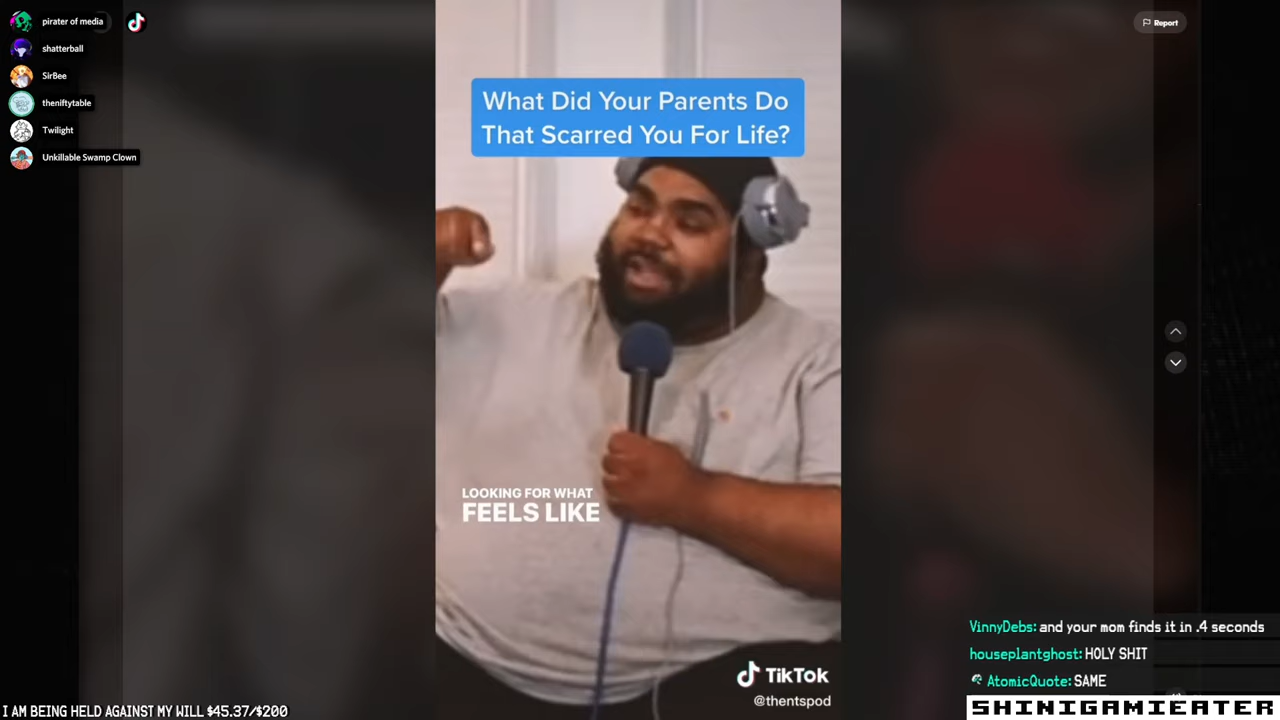 pirater of media
shatterball
SirBee
theniftytable
Twilight
Unkillable Swamp Clown
Report
What Did Your Parents Do
That Scarred You For Life?
LOOKING FOR WHAT
FEELS LIKE
TikTok
@thentspod
VinnyDebs: and your mom finds it in .4 seconds
houseplantghost: HOLY SHIT
AtomicQuote: SAME
SHINIGAMIEATER
I AM BEING HELD AGAINST MY WILL $45.37/$200